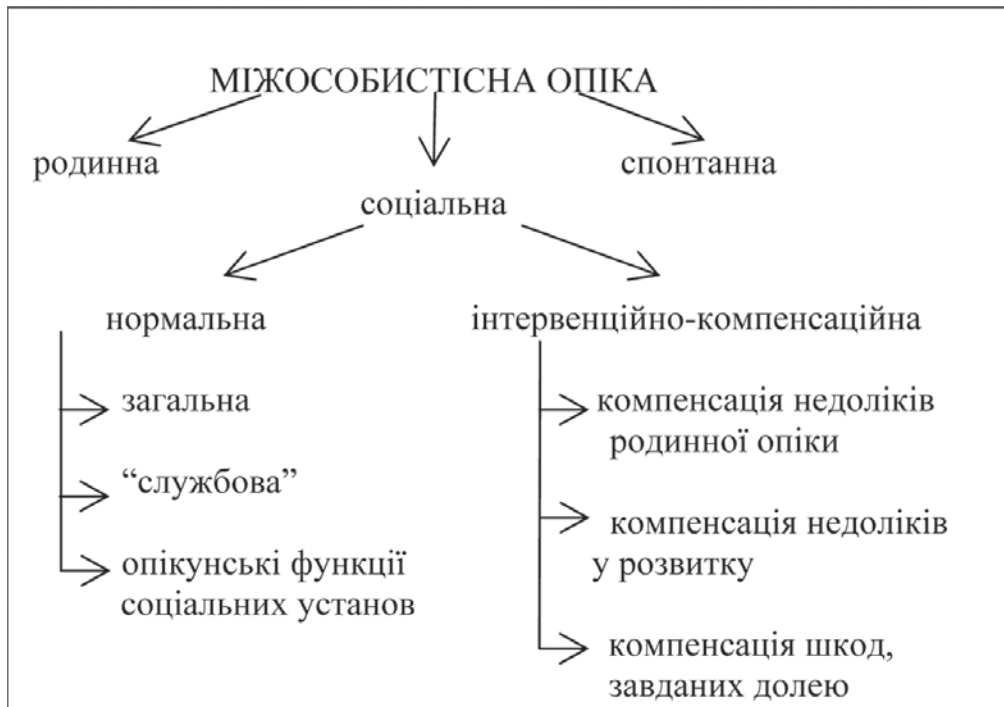 МІЖОСОБИСТІСНА ОПІКА
родинна
спонтанна
соціальна
нормальна
інтервенційно-компенсаційна
загальна
“службова”
опікунські функції
соціальних установ
компенсація недоліків
родинної опіки
компенсація недоліків
у розвитку
компенсація шкод,
завданих долею